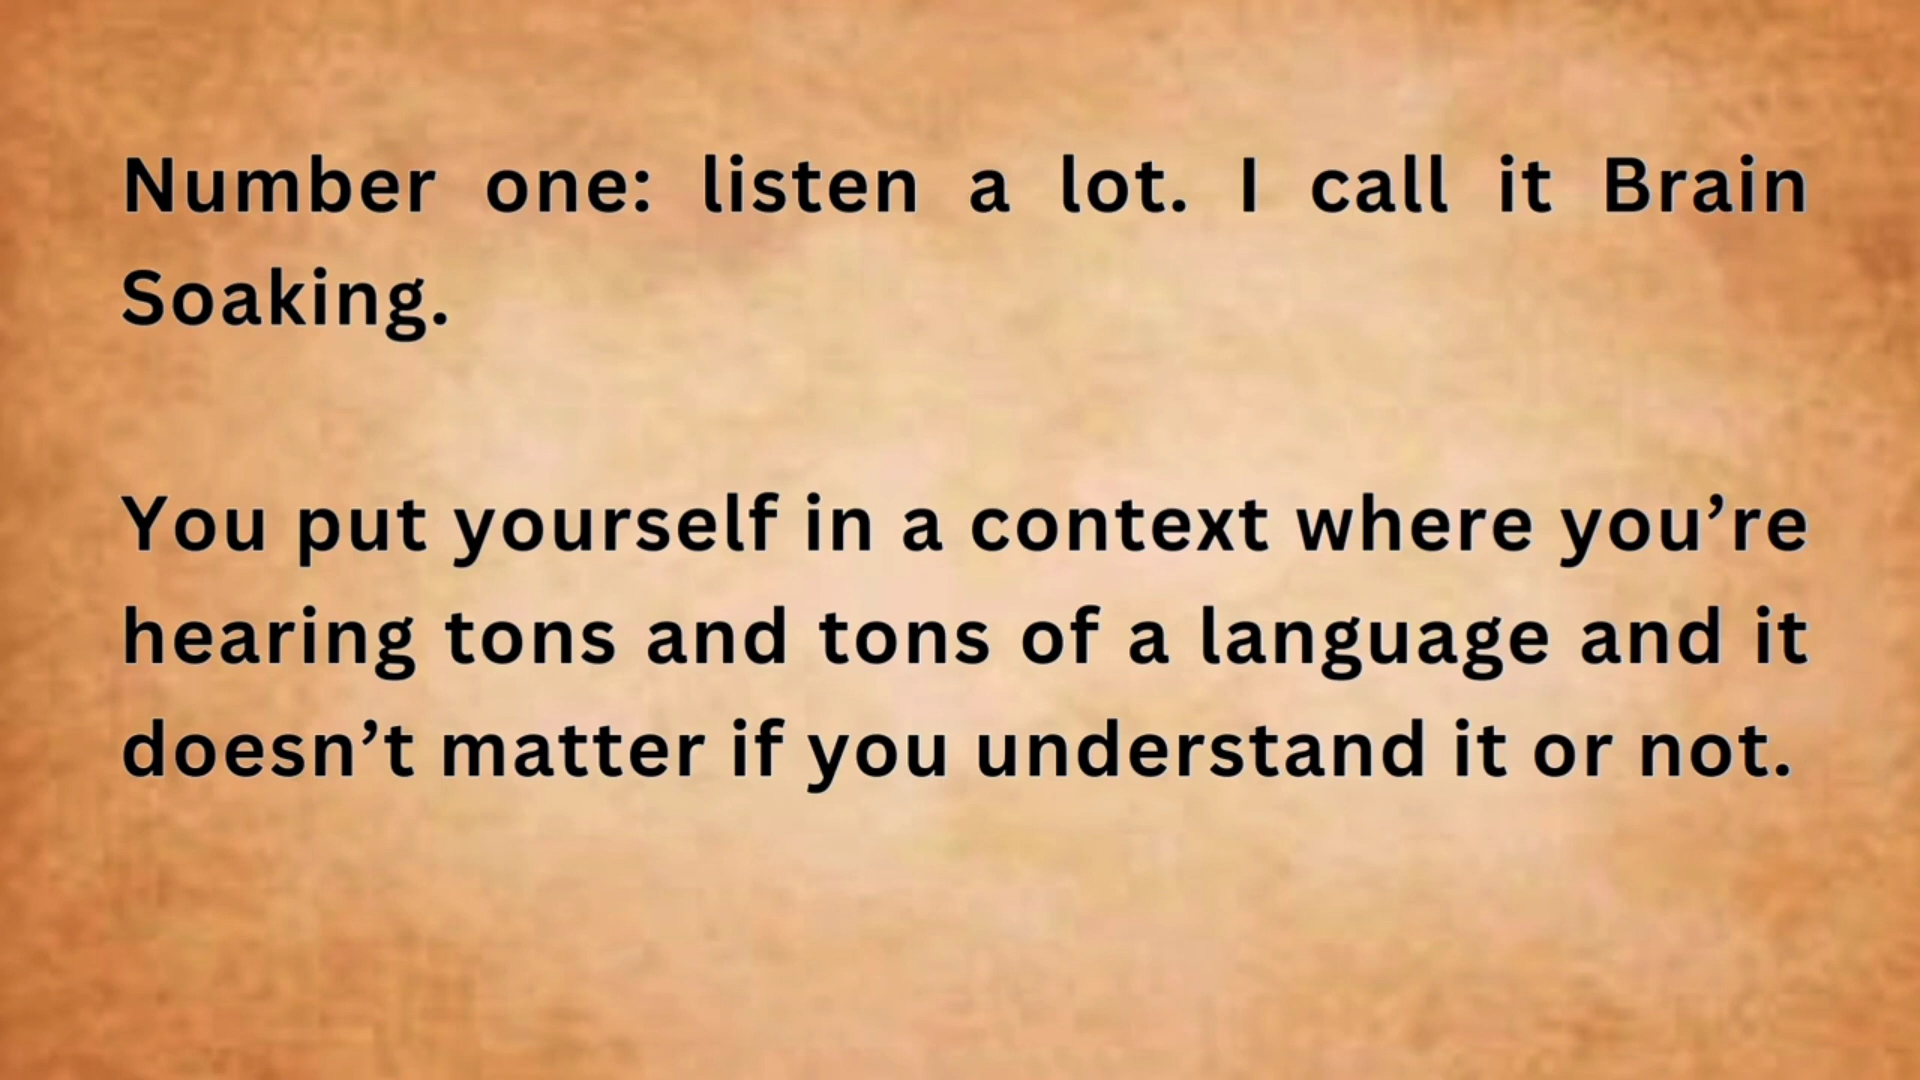 Number one: listen a lot. I call it Brain
Soaking.
You put yourself in a context where you’re
hearing tons and tons of a language and it
doesn’t matter if you understand it or not.